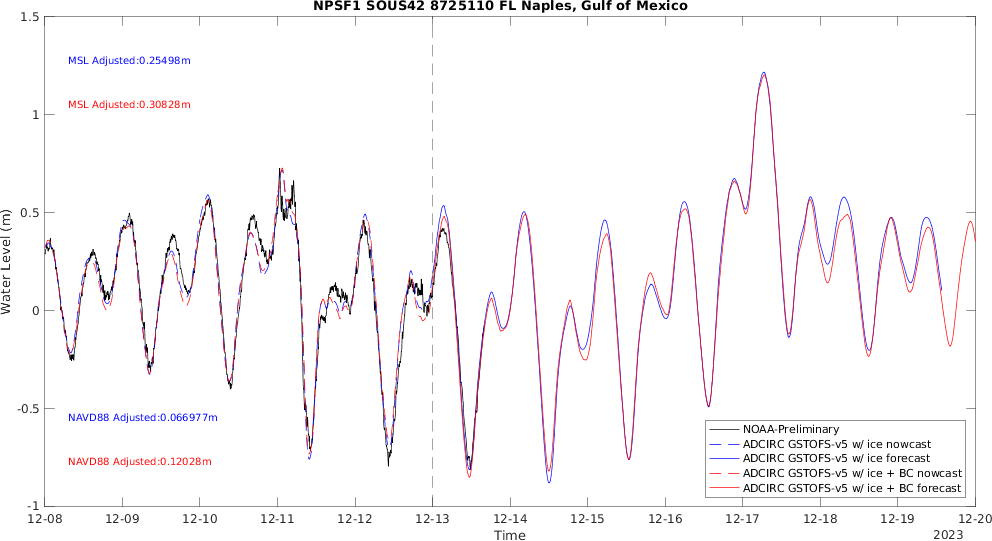 NPSF1 SOUS42 8725110 FL Naples, Gulf of Mexico
1.5
1
0.5
0
-0.5
-1
Water Level (m)
MSL Adjusted:0.25498m
MSL Adjusted:0.30828m
NAVD88 Adjusted:0.066977m
NAVD88 Adjusted:0.12028m
NOAA-Preliminary
ADCIRC GSTOFS-v5 w/ ice nowcast
ADCIRC GSTOFS-v5 w/ ice forecast
ADCIRC GSTOFS-v5 w/ ice + BC nowcast
ADCIRC GSTOFS-v5 w/ ice + BC forecast
12-08 12-09 12-10 12-11 12-12 12-13 12-14 12-15 12-16 12-17 12-18 12-19 12-20
Time
2023